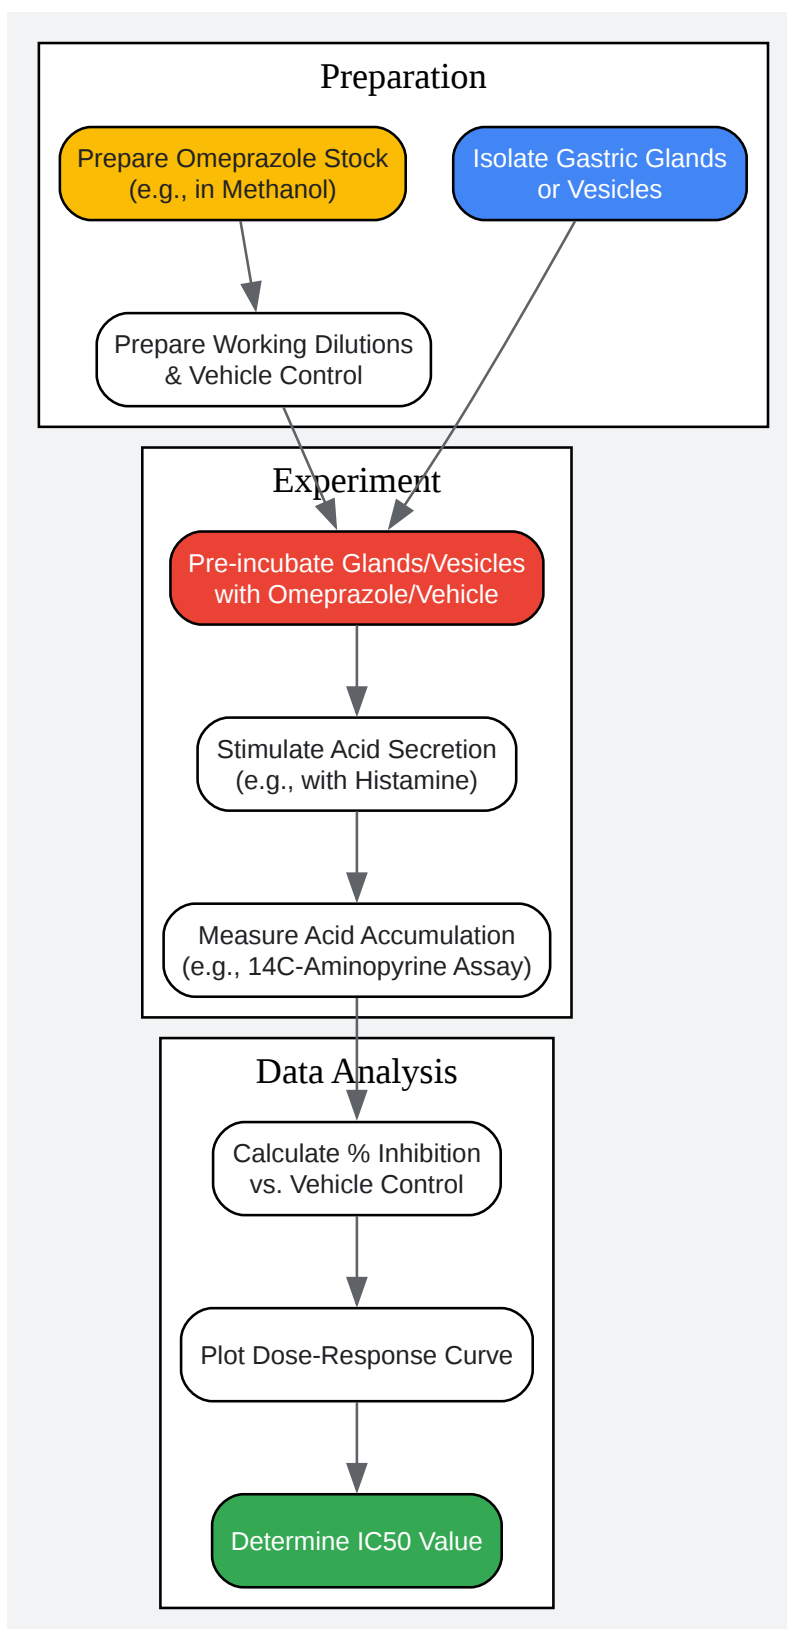 Preparation
Prepare Omeprazole Stock
(e.g., in Methanol)
Isolate Gastric Glands
or Vesicles
Prepare Working Dilutions
& Vehicle Control
Experiment
Pre-incubate Glands/Vesicles
with Omeprazole/Vehicle
Stimulate Acid Secretion
(e.g., with Histamine)
Measure Acid Accumulation
(e.g., 14C-Aminopyrine Assay)
Data Analysis
Calculate % Inhibition
vs. Vehicle Control
Plot Dose-Response Curve
Determine IC50 Value